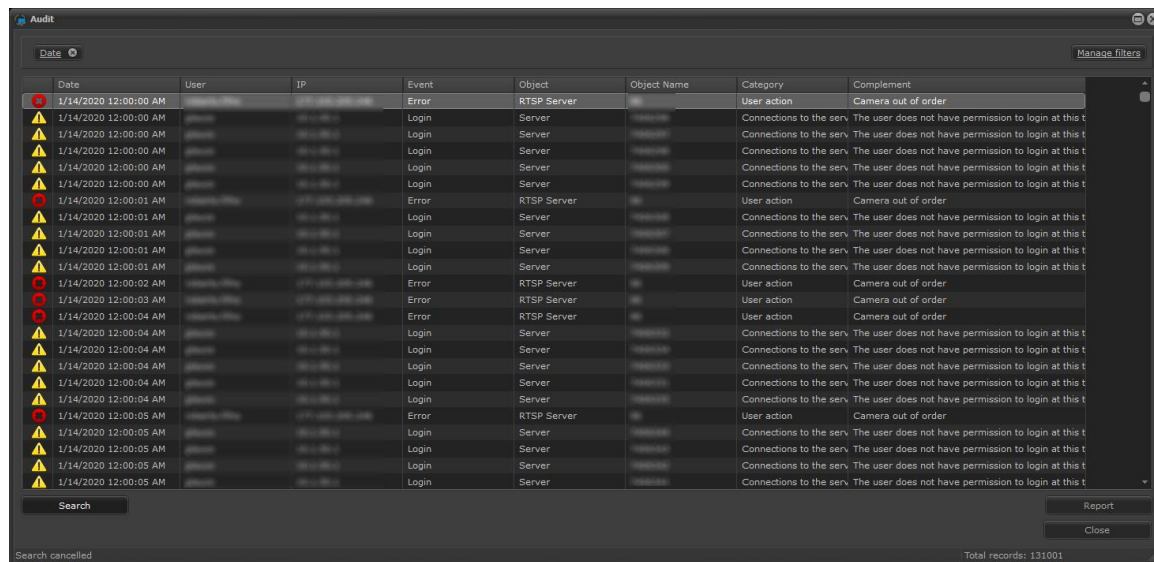 Audit
Date
Manage filters
Date User IP Event Object Object Name Category Complement
1/14/2020 12:00:00 AM Error RTSP Server User action Camera out of order
1/14/2020 12:00:00 AM Login Server Connections to the serv The user does not have permission to login at this t
1/14/2020 12:00:00 AM Login Server Connections to the serv The user does not have permission to login at this t
1/14/2020 12:00:00 AM Login Server Connections to the serv The user does not have permission to login at this t
1/14/2020 12:00:00 AM Login Server Connections to the serv The user does not have permission to login at this t
1/14/2020 12:00:00 AM Login Server Connections to the serv The user does not have permission to login at this t
1/14/2020 12:00:01 AM Error RTSP Server User action Camera out of order
1/14/2020 12:00:01 AM Login Server Connections to the serv The user does not have permission to login at this t
1/14/2020 12:00:01 AM Login Server Connections to the serv The user does not have permission to login at this t
1/14/2020 12:00:01 AM Login Server Connections to the serv The user does not have permission to login at this t
1/14/2020 12:00:01 AM Login Server Connections to the serv The user does not have permission to login at this t
1/14/2020 12:00:02 AM Error RTSP Server User action Camera out of order
1/14/2020 12:00:03 AM Error RTSP Server User action Camera out of order
1/14/2020 12:00:04 AM Error RTSP Server User action Camera out of order
1/14/2020 12:00:04 AM Login Server Connections to the serv The user does not have permission to login at this t
1/14/2020 12:00:04 AM Login Server Connections to the serv The user does not have permission to login at this t
1/14/2020 12:00:04 AM Login Server Connections to the serv The user does not have permission to login at this t
1/14/2020 12:00:04 AM Login Server Connections to the serv The user does not have permission to login at this t
1/14/2020 12:00:04 AM Login Server Connections to the serv The user does not have permission to login at this t
1/14/2020 12:00:05 AM Error RTSP Server User action Camera out of order
1/14/2020 12:00:05 AM Login Server Connections to the serv The user does not have permission to login at this t
1/14/2020 12:00:05 AM Login Server Connections to the serv The user does not have permission to login at this t
1/14/2020 12:00:05 AM Login Server Connections to the serv The user does not have permission to login at this t
1/14/2020 12:00:05 AM Login Server Connections to the serv The user does not have permission to login at this t
Search
Report
Close
Search cancelled
Total records: 131001